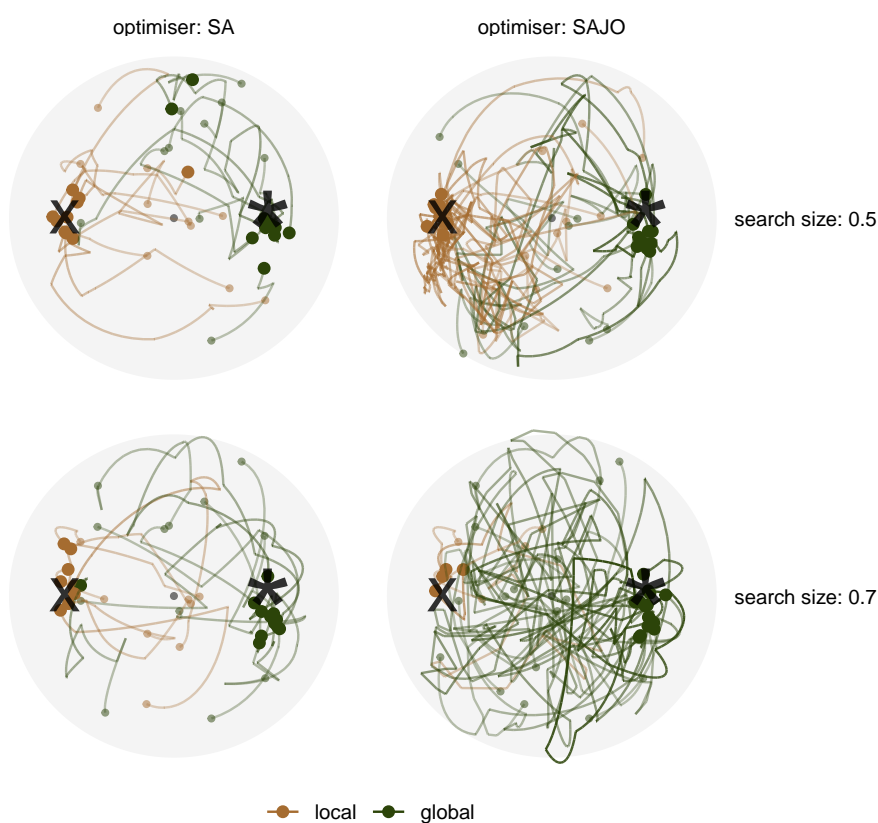 optimiser: SA
optimiser: SAJO
X
*
X
*
search size: 0.5
X
*
X
*
search size: 0.7
local
global